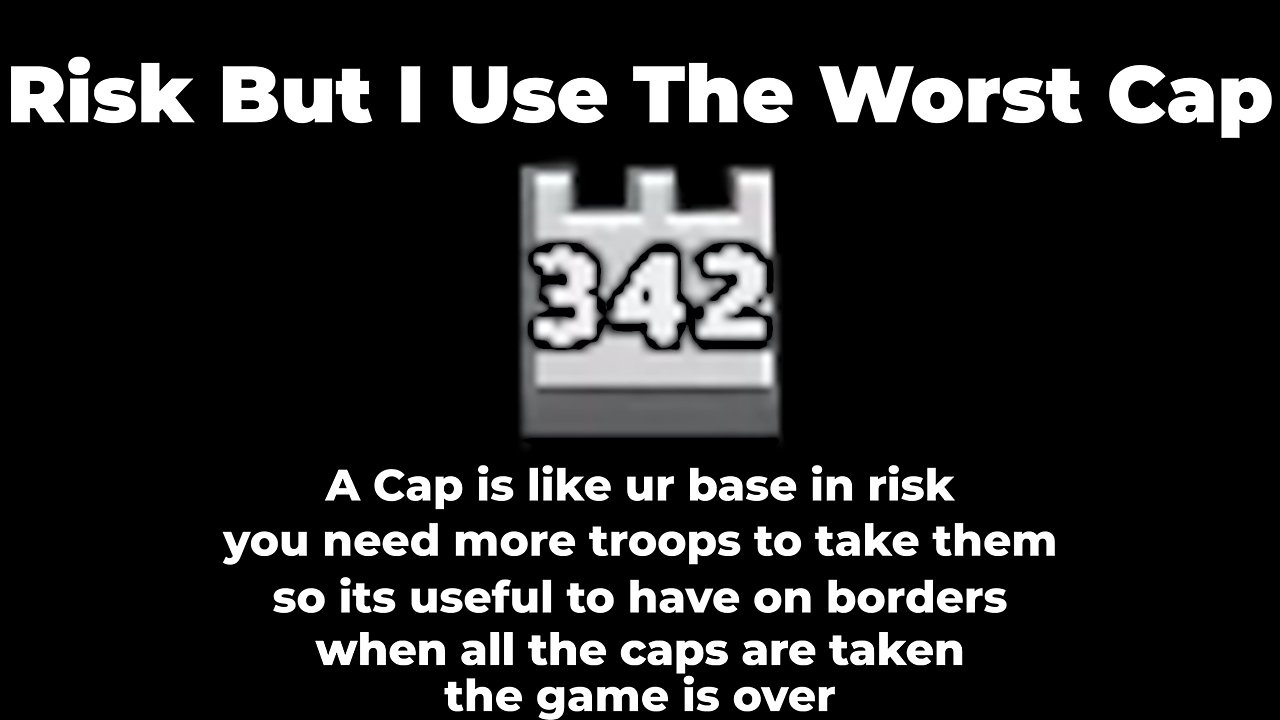 Risk But I Use The Worst Cap
342
A Cap is like ur base in risk
you need more troops to take them
so its useful to have on borders
when all the caps are taken
the game is over